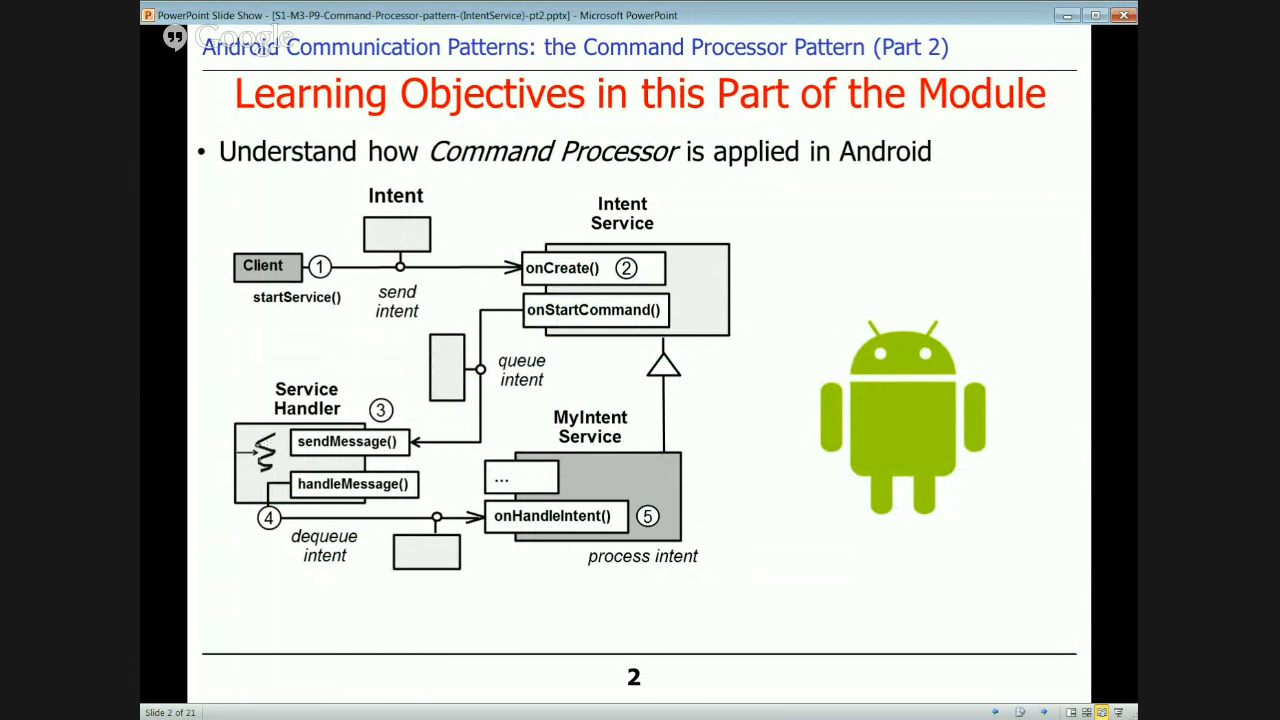 PowerPoint Slide Show - [S1-M3-P9-Command-Processor-pattern-(IntentService)-pt2.pptx] - Microsoft PowerPoint
Google
Android Communication Patterns: the Command Processor Pattern (Part 2)
Learning Objectives in this Part of the Module
• Understand how Command Processor is applied in Android
Intent
Intent
Service
Client
1
onCreate()
2
startService()
send
intent
onStartCommand()
queue
intent
Service
Handler
3
MyIntent
Service
sendMessage()
handleMessage()
...
4
onHandleIntent()
5
dequeue
intent
process intent
2
Slide 2 of 21